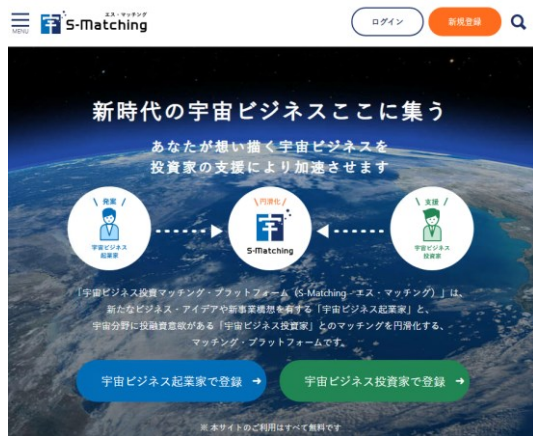 MENU
宇
エス・マッチング
S-Matching
ログイン
新規登録
新時代の宇宙ビジネスここに集う
あなたが想い描く宇宙ビジネスを
投資家の支援により加速させます
\ 発案 /
宇宙ビジネス
起業家
\ 円滑化 /
宇
S-Matching
\ 支援 /
宇宙ビジネス
投資家
「宇宙ビジネス投資マッチング・プラットフォーム（S-Matching エス・マッチング）」は、
新たなビジネス・アイデアや新事業構想を有する「宇宙ビジネス起業家」と、
宇宙分野に投融資意欲がある「宇宙ビジネス投資家」とのマッチングを円滑化する、
マッチング・プラットフォームです。
宇宙ビジネス起業家で登録 →
宇宙ビジネス投資家で登録 →
※ 本サイトのご利用はすべて無料です